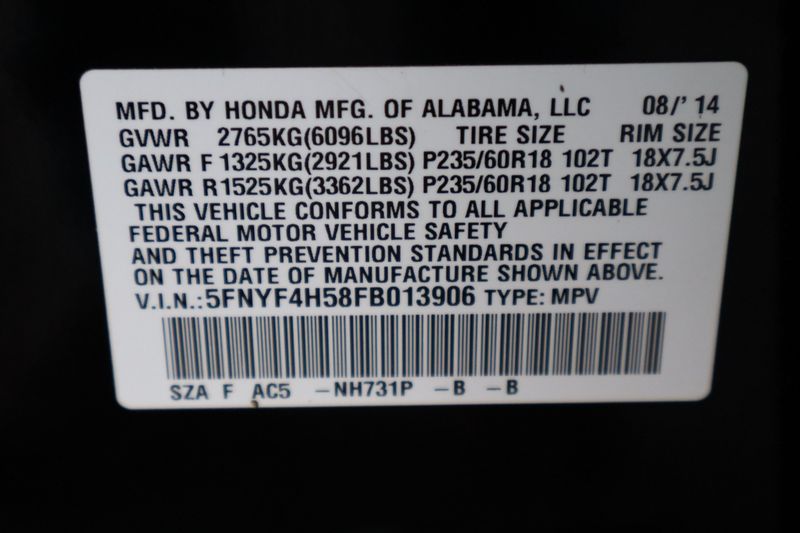 MFD. BY HONDA MFG. OF ALABAMA, LLC 08/' 14
GVWR 2765KG(6096LBS) TIRE SIZE RIM SIZE
GAWR F 1325KG(2921LBS) P235/60R18 102T 18X7.5J
GAWR R 1525KG(3362LBS) P235/60R18 102T 18X7.5J
THIS VEHICLE CONFORMS TO ALL APPLICABLE
FEDERAL MOTOR VEHICLE SAFETY
AND THEFT PREVENTION STANDARDS IN EFFECT
ON THE DATE OF MANUFACTURE SHOWN ABOVE.
V.I.N.: 5FNYF4H58FB013906 TYPE: MPV
SZA F AC5 -NH731P -B -B